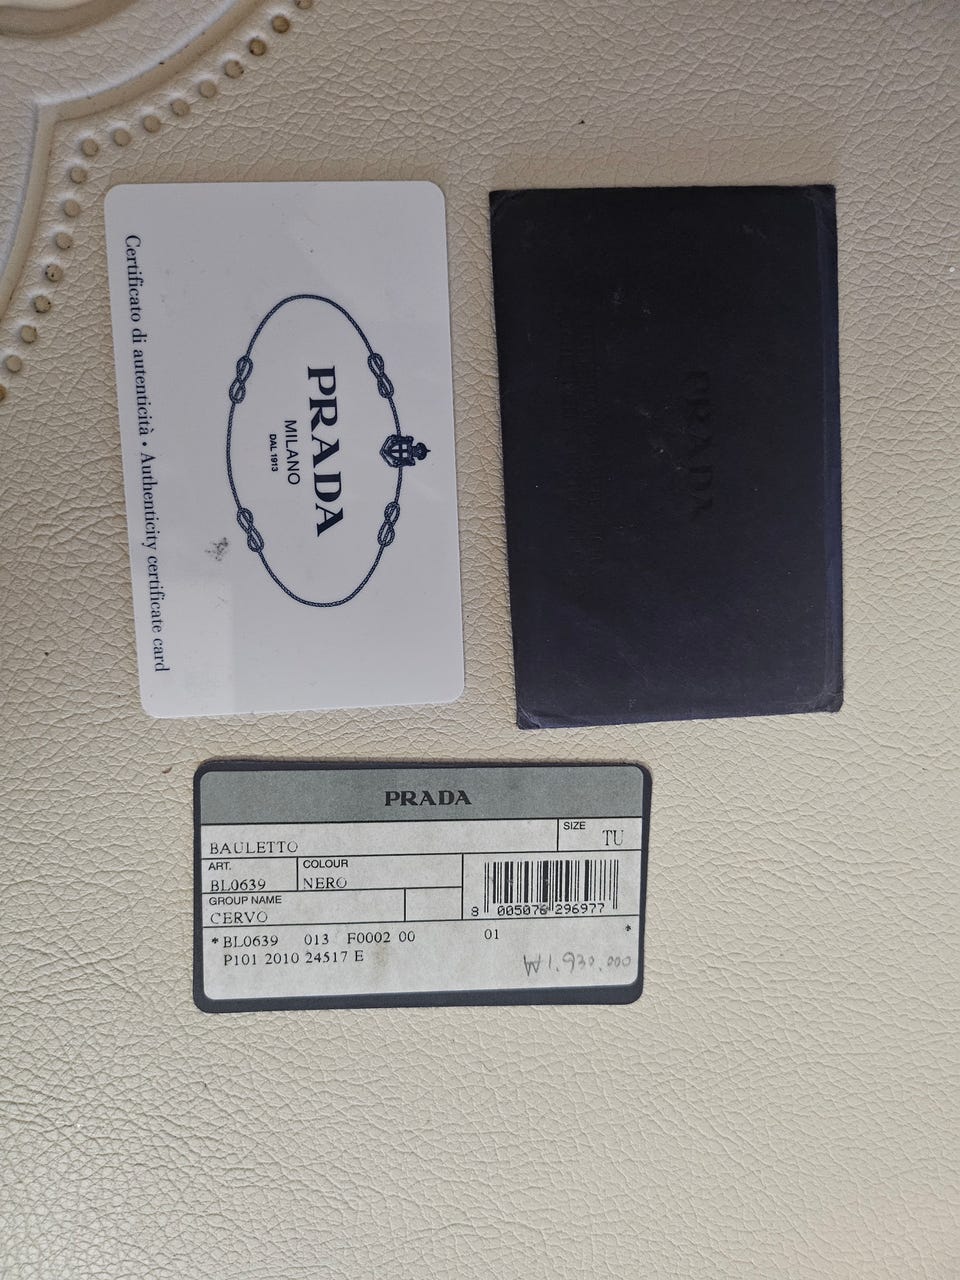 PRADA
MILANO
DAL 1913
Certificato di autenticità • Authenticity certificate card
PRADA
PRADA
BAULETTO
SIZE
TU
ART.
BL0639
COLOUR
NERO
GROUP NAME
CERVO
8 005076 296977
* BL0639 013 F0002 00 01 *
P101 2010 24517 E
₩1,930,000